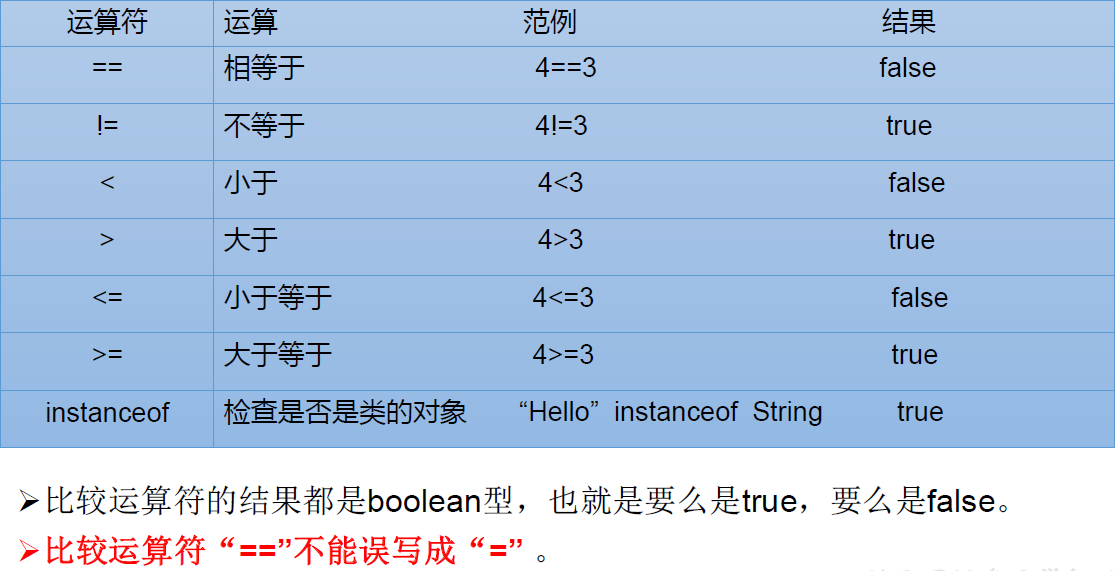 运算符 运算 范例 结果
== 相等于 4==3 false
!= 不等于 4!=3 true
< 小于 4<3 false
> 大于 4>3 true
<= 小于等于 4<=3 false
>= 大于等于 4>=3 true
instanceof 检查是否是类的对象 “Hello” instanceof String true
➢比较运算符的结果都是boolean型，也就是要么是true，要么是false。
➢比较运算符“==”不能误写成“=” 。